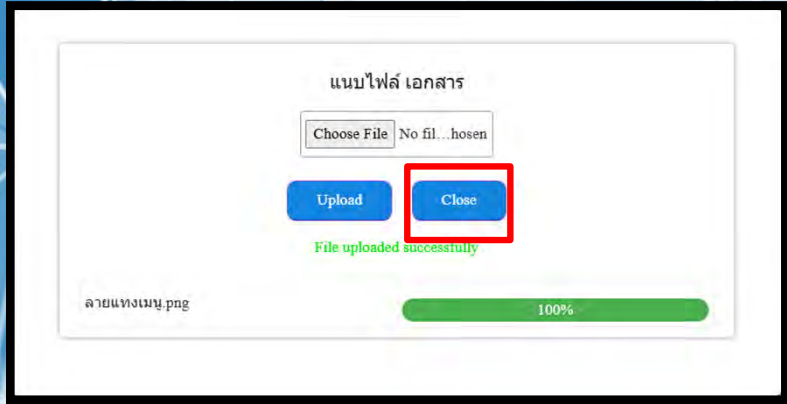 แนบไฟล์ เอกสาร
Choose File No fil...hosen
Upload Close
File uploaded successfully
ลายแทงเมนู.png 100%